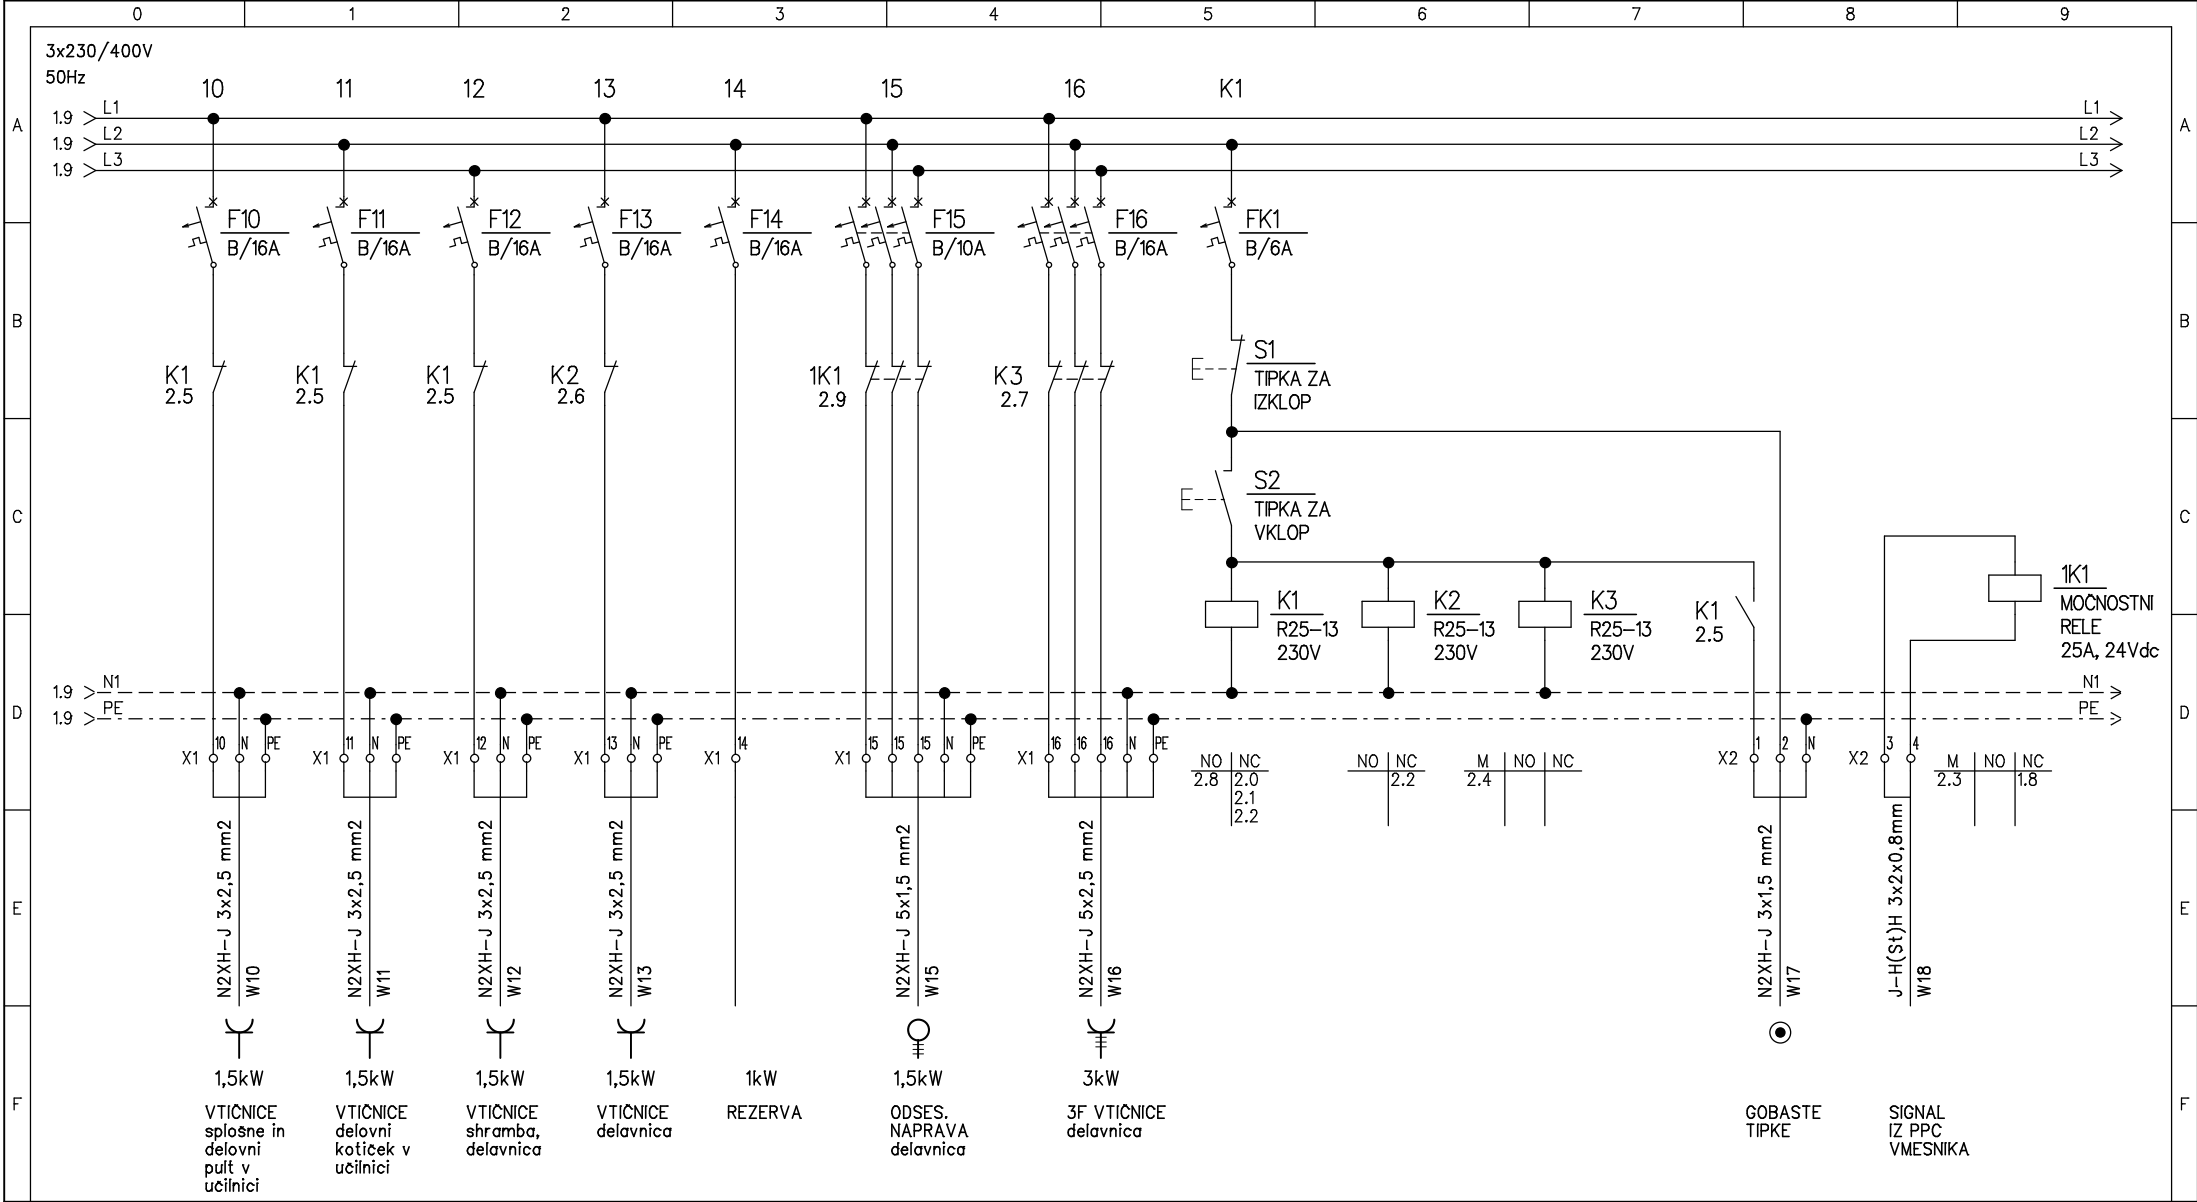 0 1 2 3 4 5 6 7 8 9
3x230/400V
50Hz
10 11 12 13 14 15 16 K1
A 1.9 L1 L1 A
1.9 L2 L2
1.9 L3 L3
F10 F11 F12 F13 F14 F15 F16 FK1
B/16A B/16A B/16A B/16A B/16A B/10A B/16A B/6A
B B
S1
TIPKA ZA
IZKLOP
K1 K1 K1 K2 1K1 K3
2.5 2.5 2.5 2.6 2.9 2.7
S2
TIPKA ZA
VKLOP
C C
K1 K2 K3 K1 1K1
R25-13 R25-13 R25-13 2.5 MOČNOSTNI
230V 230V 230V RELE
25A, 24Vdc
1.9 N1 N1
D 1.9 PE PE D
10 N PE 11 N PE 12 N PE 13 N PE 14 15 15 15 N PE 16 16 16 N PE 1 2 N 3 4
X1 X1 X1 X1 X1 X1 X1 X2 X2
NO NC NO NC M NO NC M NO NC
2.8 2.0 2.2 2.4 2.3 1.8
2.1
2.2
E E
N2XH-J 3x2,5 mm2
W10
N2XH-J 3x2,5 mm2
W11
N2XH-J 3x2,5 mm2
W12
N2XH-J 3x2,5 mm2
W13
N2XH-J 5x1,5 mm2
W15
N2XH-J 5x2,5 mm2
W16
N2XH-J 3x1,5 mm2
W17
J-H(St)H 3x2x0,8mm
W18
F F
1,5kW 1,5kW 1,5kW 1,5kW 1kW 1,5kW 3kW
VTIČNICE
splošne in
delovni
pult v
učilnici
VTIČNICE
delovni
kotiček v
učilnici
VTIČNICE
shramba,
delavnica
VTIČNICE
delavnica
REZERVA
ODSES.
NAPRAVA
delavnica
3F VTIČNICE
delavnica
GOBASTE
TIPKE
SIGNAL
IZ PPC
VMESNIKA